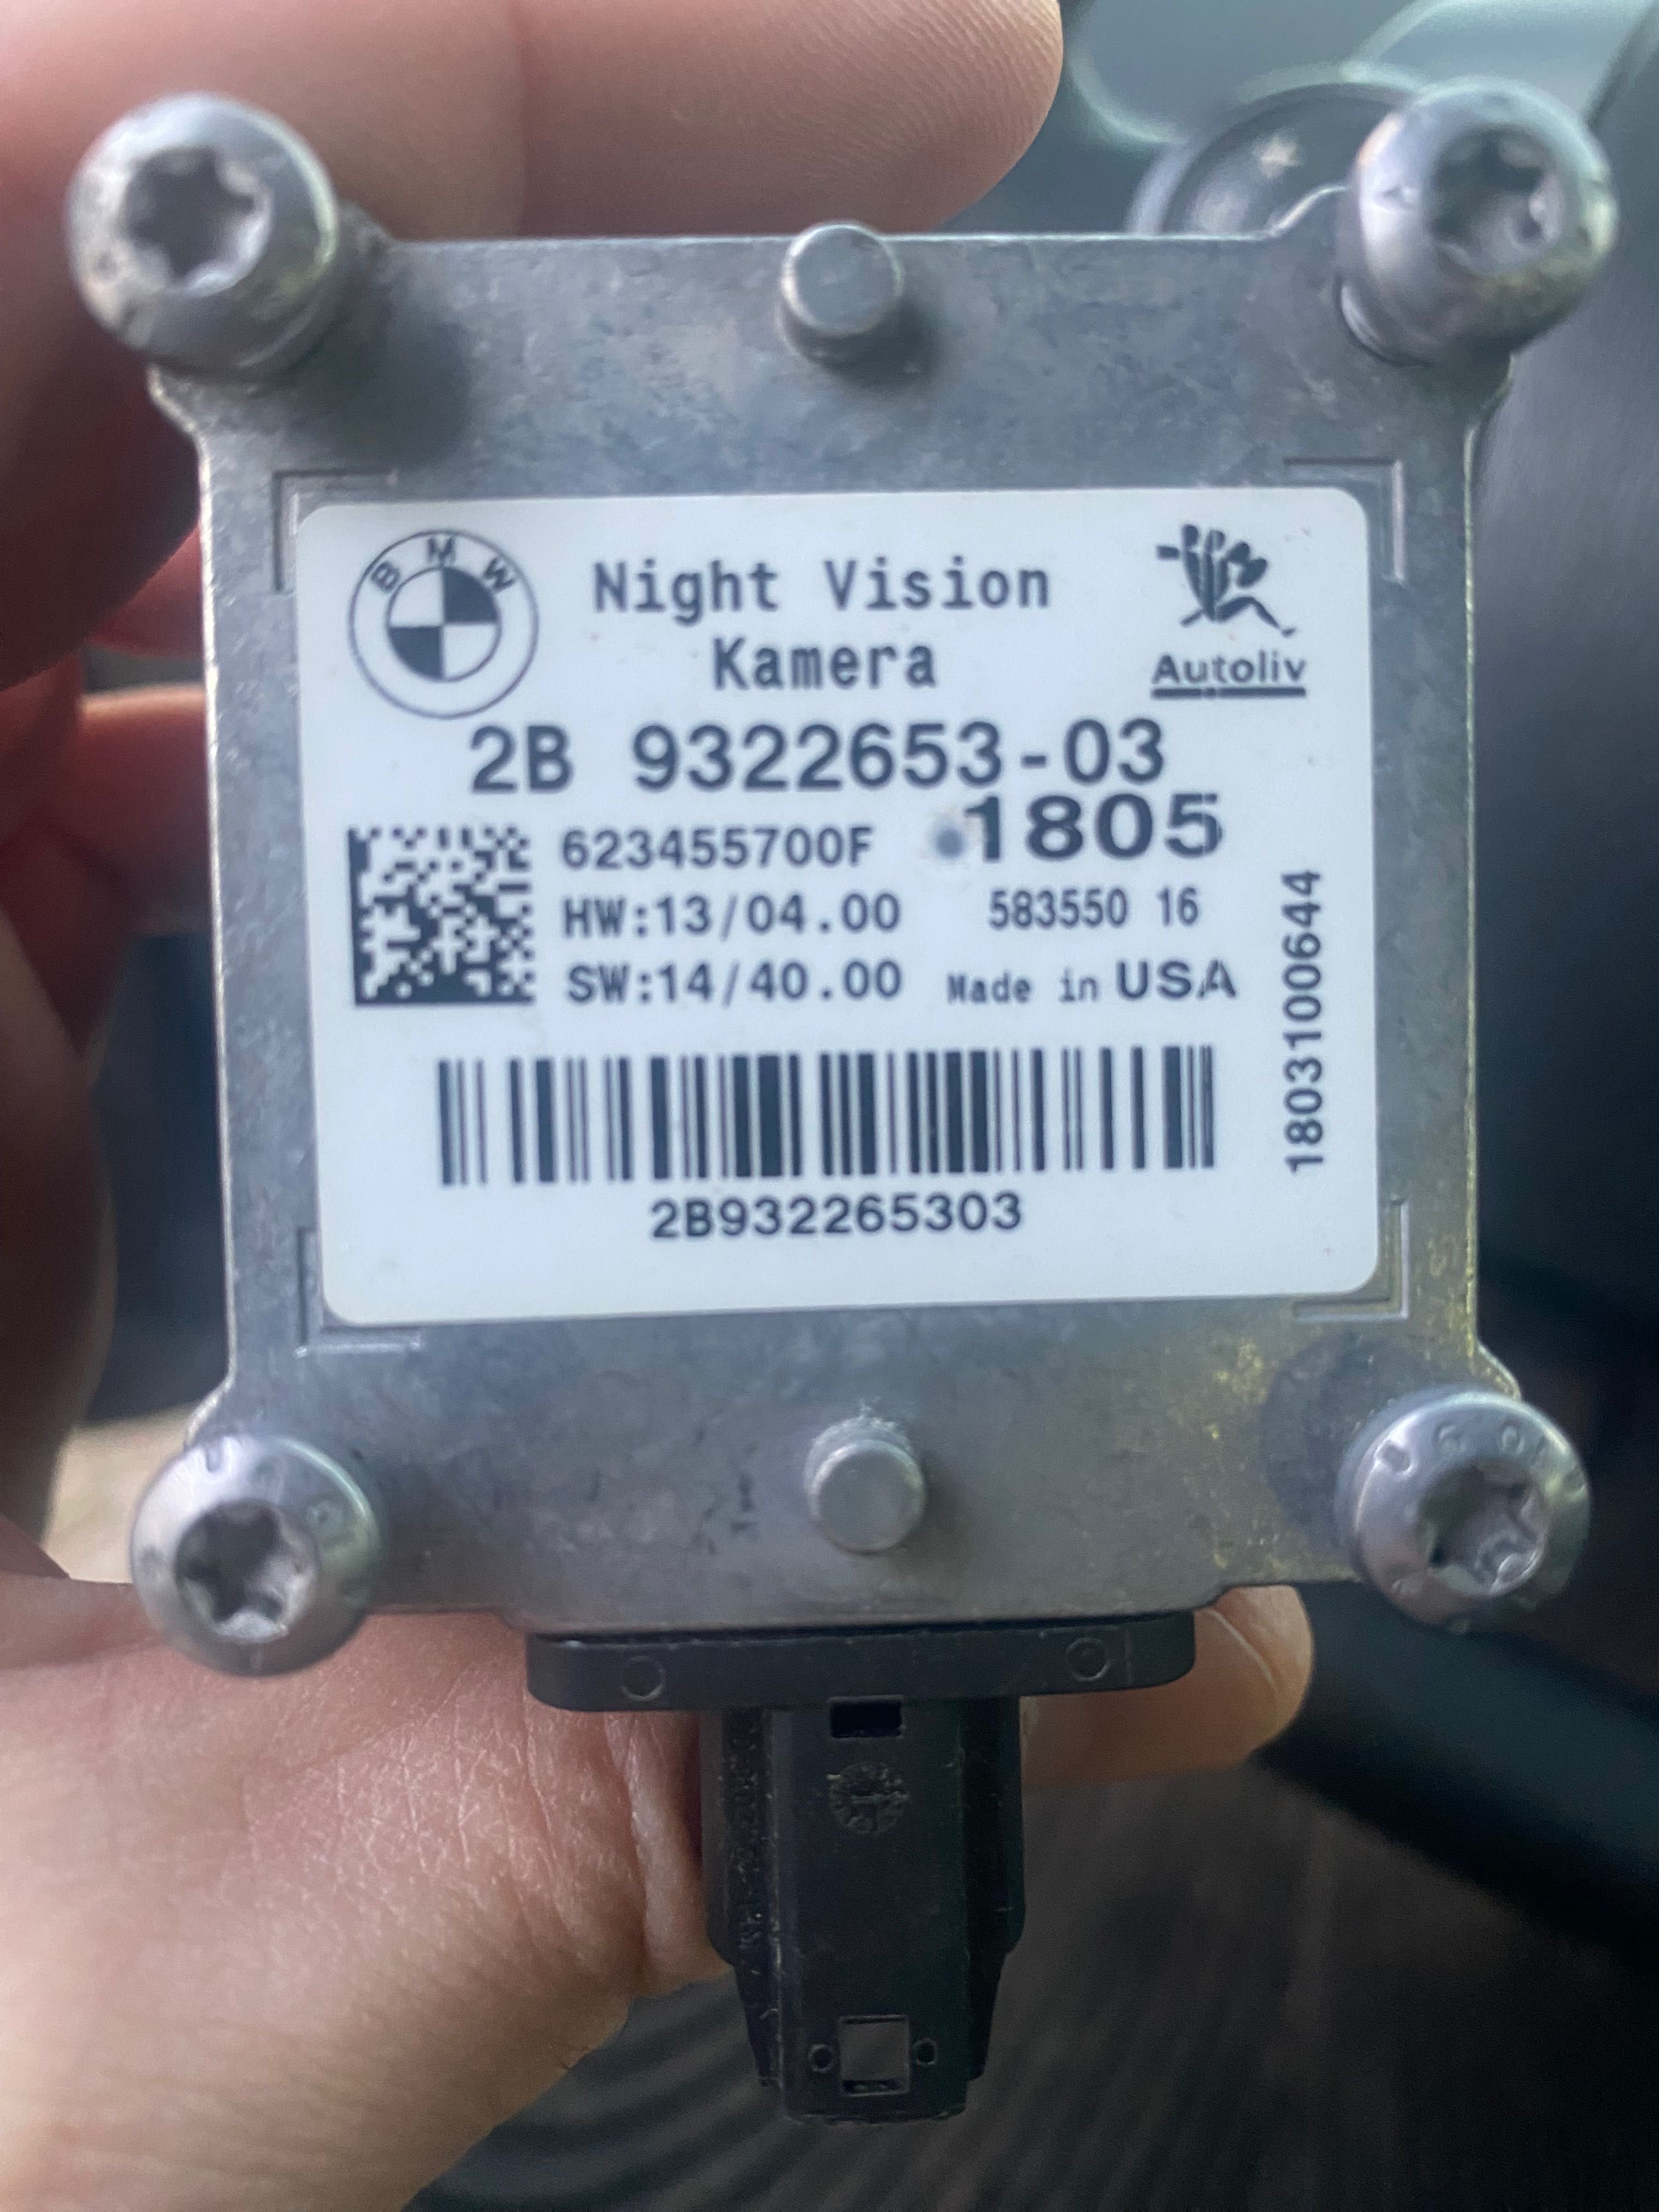 BMW
Night Vision
Kamera
Autoliv
2B 9322653-03
623455700F
1805
HW:13/04.00
583550 16
SW:14/40.00
Made in USA
1803100644
2B932265303